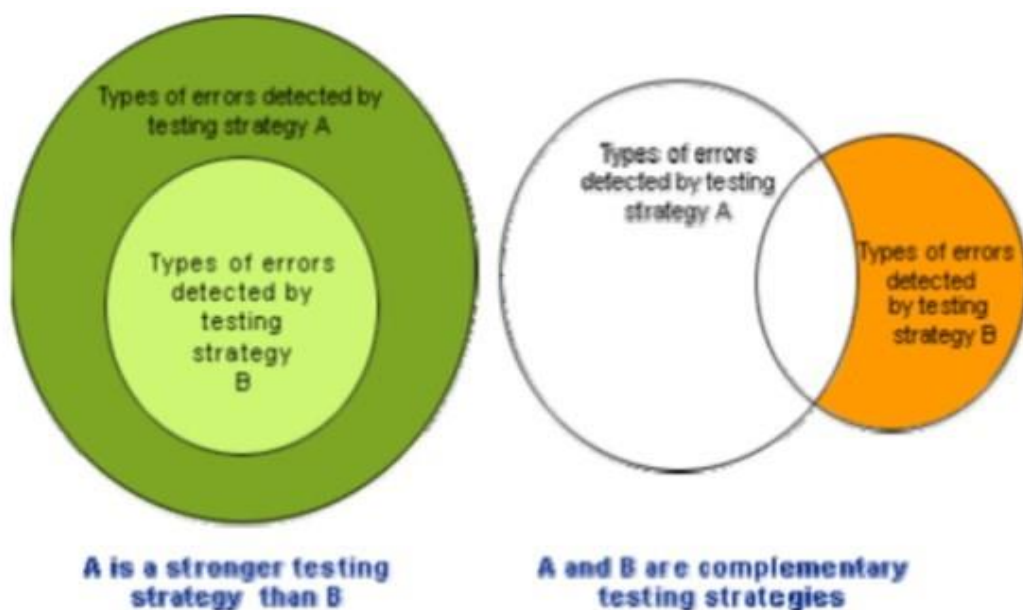 Types of errors detected by
testing strategy A
Types of errors
detected by
testing
strategy
B
A is a stronger testing
strategy than B
Types of errors
detected by testing
strategy A
Types of errors
detected
by testing
strategy B
A and B are complementary
testing strategies